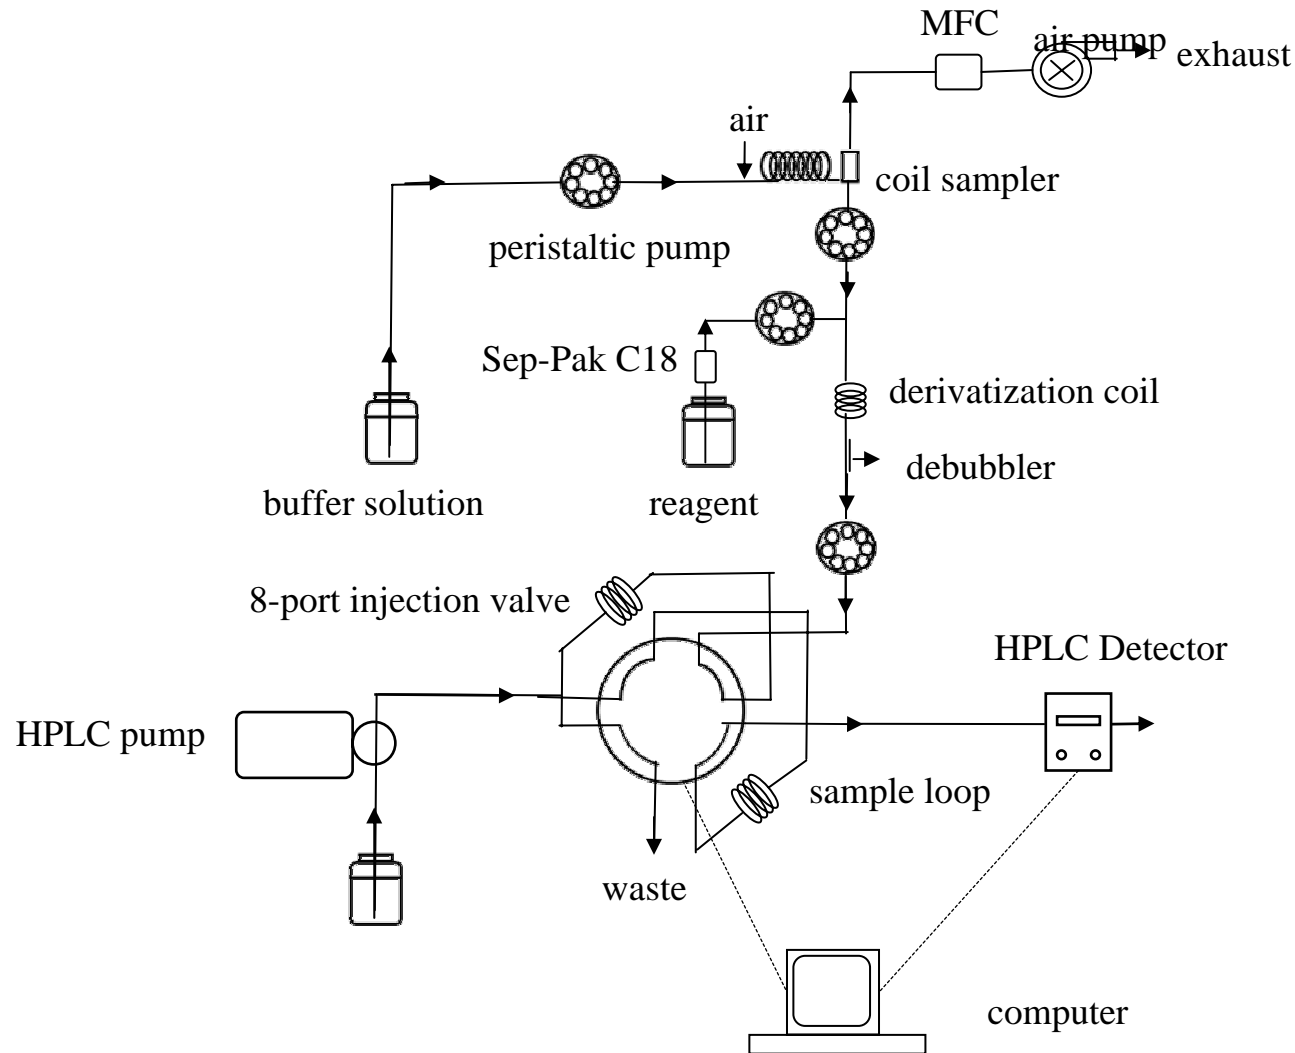 MFC
air pump
exhaust
air
coil sampler
peristaltic pump
Sep-Pak C18
derivatization coil
debubbler
buffer solution
reagent
8-port injection valve
HPLC Detector
HPLC pump
sample loop
waste
computer